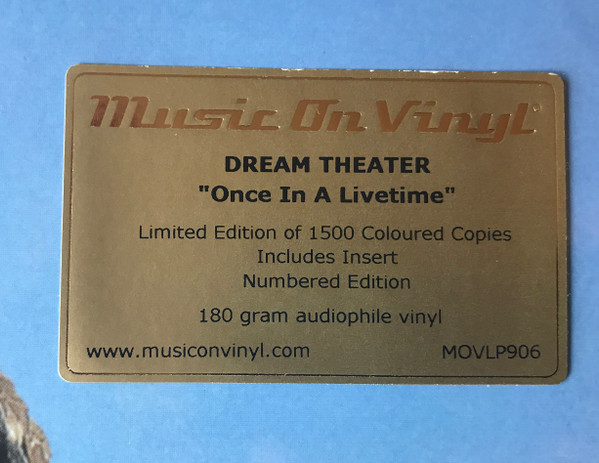 Music On Vinyl®
DREAM THEATER
"Once In A Livetime"
Limited Edition of 1500 Coloured Copies
Includes Insert
Numbered Edition
180 gram audiophile vinyl
www.musiconvinyl.com MOVLP906